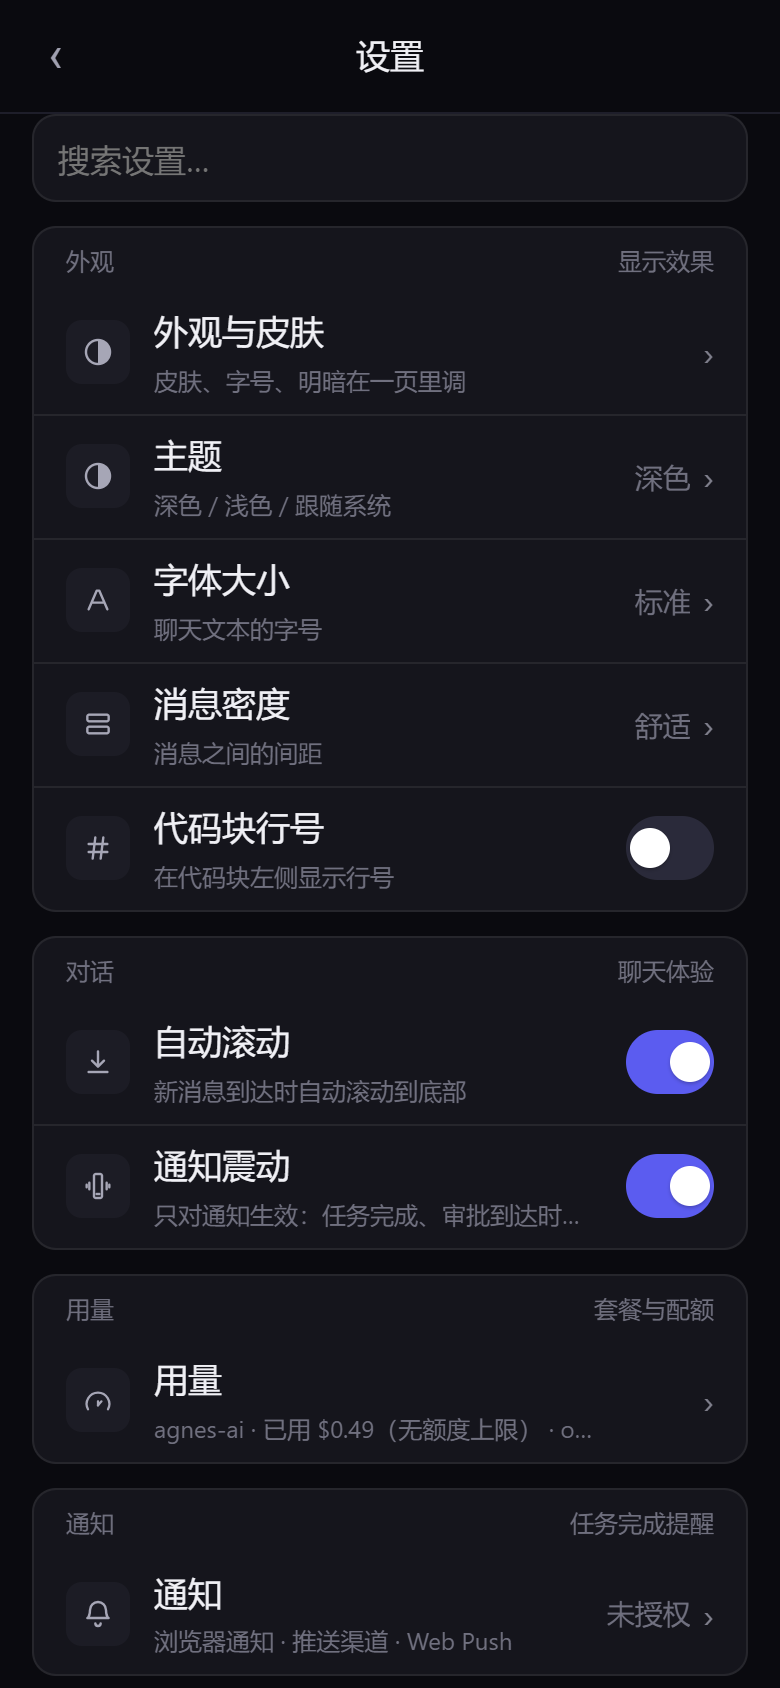 设置
搜索设置...
外观 显示效果
外观与皮肤
皮肤、字号、明暗在一页里调
主题
深色 / 浅色 / 跟随系统
深色
字体大小
聊天文本的字号
标准
消息密度
消息之间的间距
舒适
代码块行号
在代码块左侧显示行号
对话 聊天体验
自动滚动
新消息到达时自动滚动到底部
通知震动
只对通知生效：任务完成、审批到达时...
用量 套餐与配额
用量
agnes-ai · 已用 $0.49（无额度上限） · o...
通知 任务完成提醒
通知
浏览器通知 · 推送渠道 · Web Push
未授权